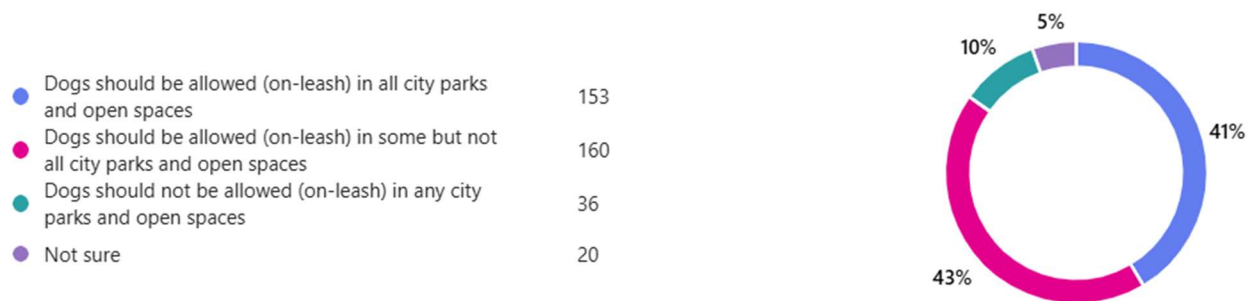 5%
10%
Dogs should be allowed (on-leash) in all city parks
and open spaces
153
41%
Dogs should be allowed (on-leash) in some but not
all city parks and open spaces
160
Dogs should not be allowed (on-leash) in any city
parks and open spaces
36
Not sure
20
43%